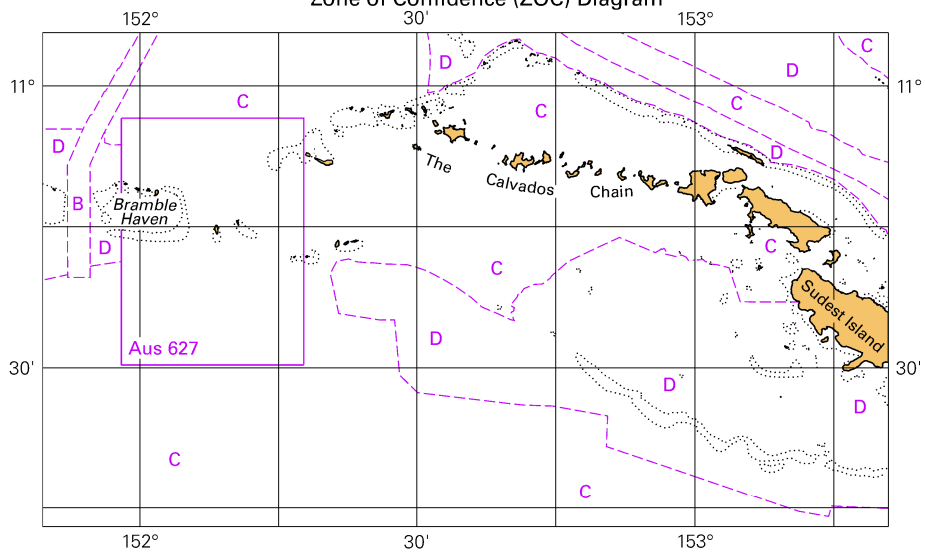 Zone of Confidence (ZOC) Diagram
152° 30' 153°
C
D
D
11° 11°
C
C
C
D
D
The
Calvados
Chain
B
Bramble
Haven
D
C
C
Sudest Island
D
Aus 627
30' 30'
D
D
C
C
152° 30' 153°